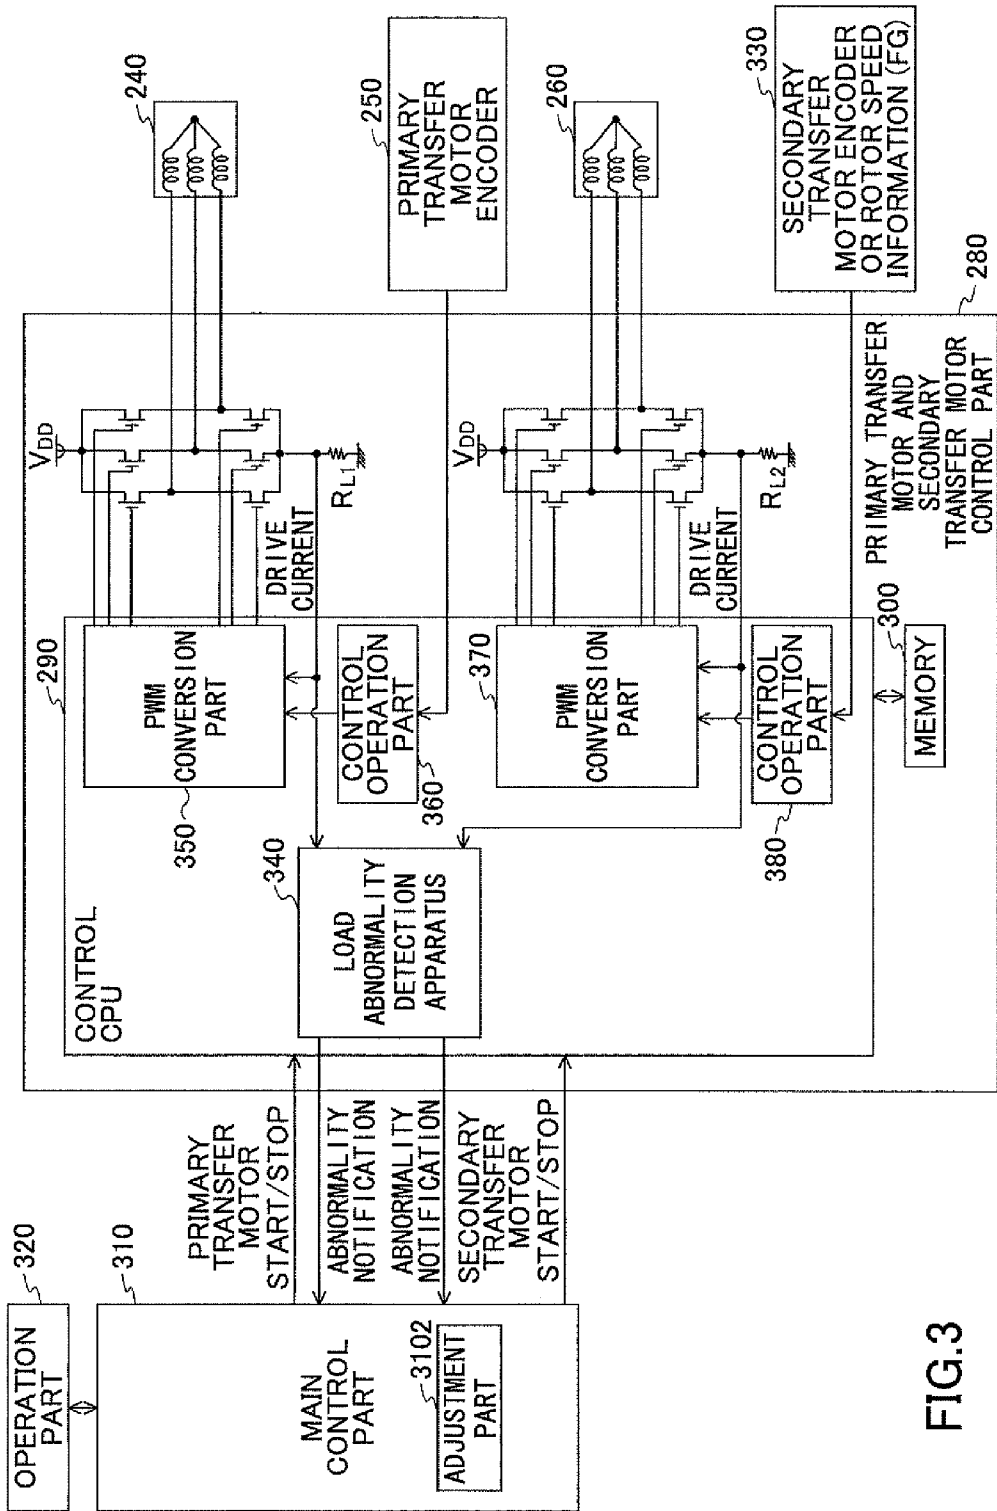 FIG.3
OPERATION
PART
320
MAIN
CONTROL
PART
310
ADJUSTMENT
PART
3102
PRIMARY
TRANSFER
MOTOR
START/STOP
ABNORMALITY
NOTIFICATION
ABNORMALITY
NOTIFICATION
SECONDARY
TRANSFER
MOTOR
START/STOP
CONTROL
CPU
290
LOAD
ABNORMALITY
DETECTION
APPARATUS
340
PWM
CONVERSION
PART
350
CONTROL
OPERATION
PART
360
PWM
CONVERSION
PART
370
CONTROL
OPERATION
PART
380
MEMORY
300
DRIVE
CURRENT
DRIVE
CURRENT
VDD
RL1
VDD
RL2
PRIMARY TRANSFER
MOTOR AND
SECONDARY
TRANSFER MOTOR
CONTROL PART
280
240
PRIMARY
TRANSFER
MOTOR
ENCODER
250
260
SECONDARY
TRANSFER
MOTOR ENCODER
OR ROTOR SPEED
INFORMATION (FG)
330